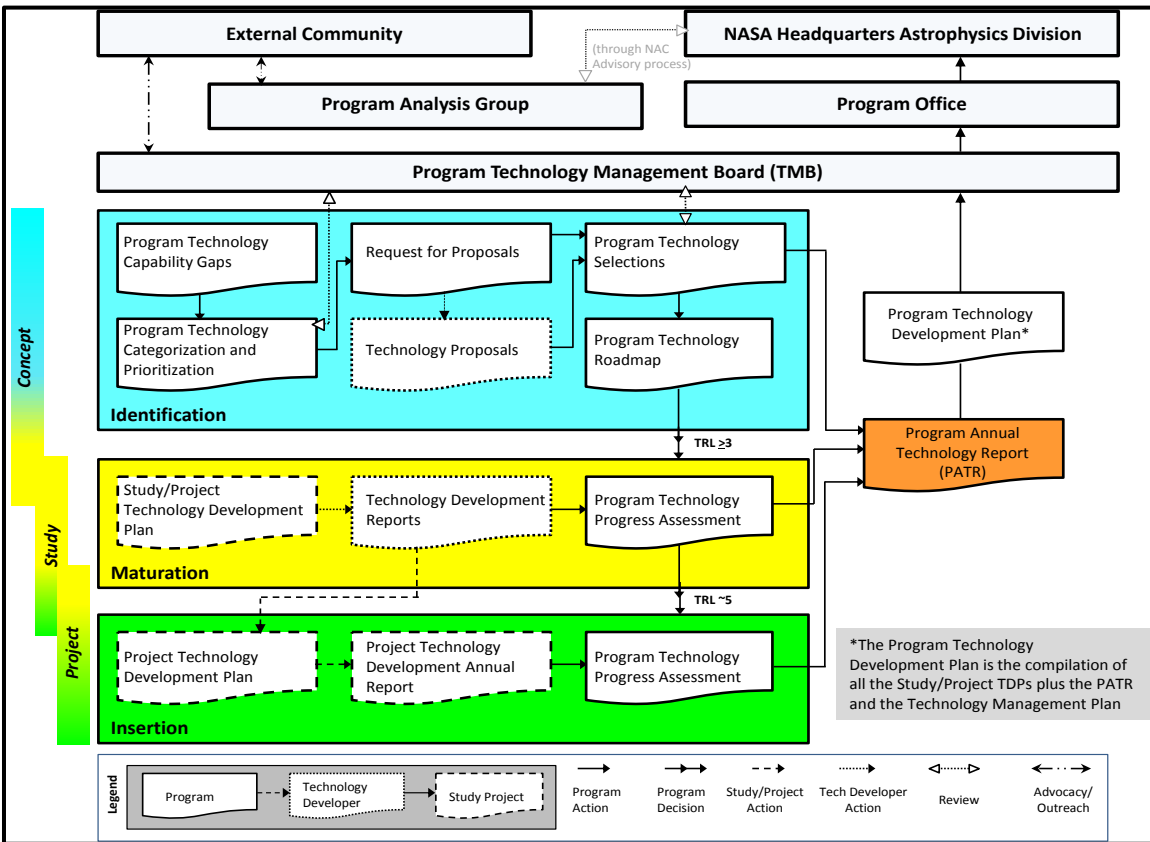 External Community
NASA Headquarters Astrophysics Division
(through NAC
Advisory process)
Program Analysis Group
Program Office
Program Technology Management Board (TMB)
Concept
Study
Project
Program Technology
Capability Gaps
Request for Proposals
Program Technology
Selections
Program Technology
Categorization and
Prioritization
Technology Proposals
Program Technology
Roadmap
Identification
Program Technology
Development Plan*
TRL ≥3
Program Annual
Technology Report
(PATR)
Study/Project
Technology Development
Plan
Technology Development
Reports
Program Technology
Progress Assessment
Maturation
TRL ~5
Project Technology
Development Plan
Project Technology
Development Annual
Report
Program Technology
Progress Assessment
Insertion
*The Program Technology
Development Plan is the compilation of
all the Study/Project TDPs plus the PATR
and the Technology Management Plan
Legend
Program
Technology
Developer
Study Project
Program
Action
Program
Decision
Study/Project
Action
Tech Developer
Action
Review
Advocacy/
Outreach